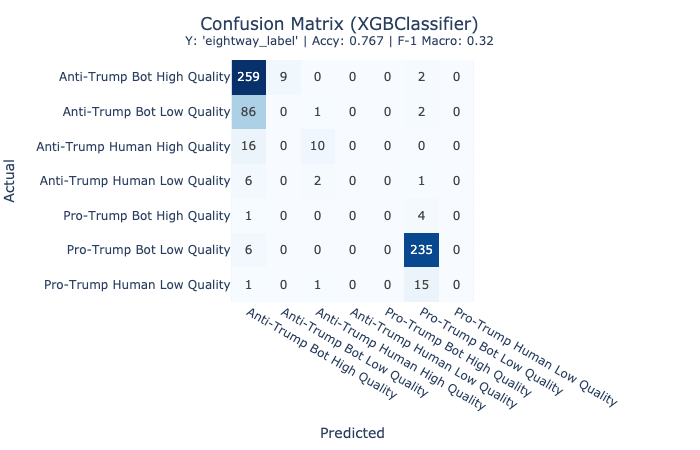 Confusion Matrix (XGBClassifier)
Y: 'eightway_label' | Accy: 0.767 | F-1 Macro: 0.32
Actual
Anti-Trump Bot High Quality 259 9 0 0 0 2 0
Anti-Trump Bot Low Quality 86 0 1 0 0 2 0
Anti-Trump Human High Quality 16 0 10 0 0 0 0
Anti-Trump Human Low Quality 6 0 2 0 0 1 0
Pro-Trump Bot High Quality 1 0 0 0 0 4 0
Pro-Trump Bot Low Quality 6 0 0 0 0 235 0
Pro-Trump Human Low Quality 1 0 1 0 0 15 0
Anti-Trump Bot High Quality
Anti-Trump Bot Low Quality
Anti-Trump Human High Quality
Anti-Trump Human Low Quality
Pro-Trump Bot High Quality
Pro-Trump Bot Low Quality
Pro-Trump Human Low Quality
Predicted